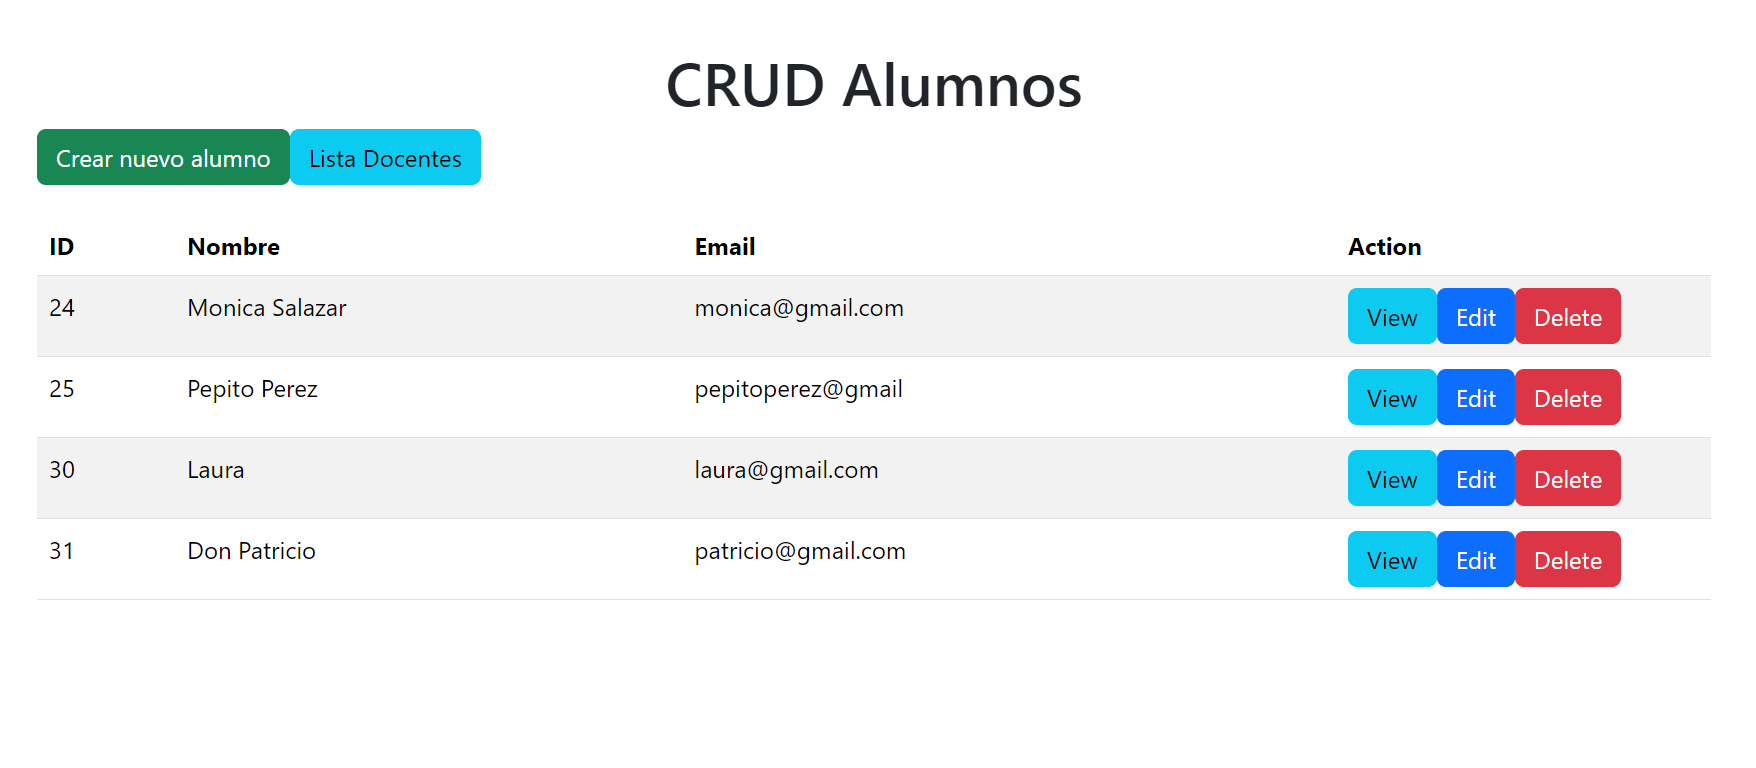 CRUD Alumnos
Crear nuevo alumno Lista Docentes
ID Nombre Email Action
24 Monica Salazar monica@gmail.com View Edit Delete
25 Pepito Perez pepitoperez@gmail View Edit Delete
30 Laura laura@gmail.com View Edit Delete
31 Don Patricio patricio@gmail.com View Edit Delete